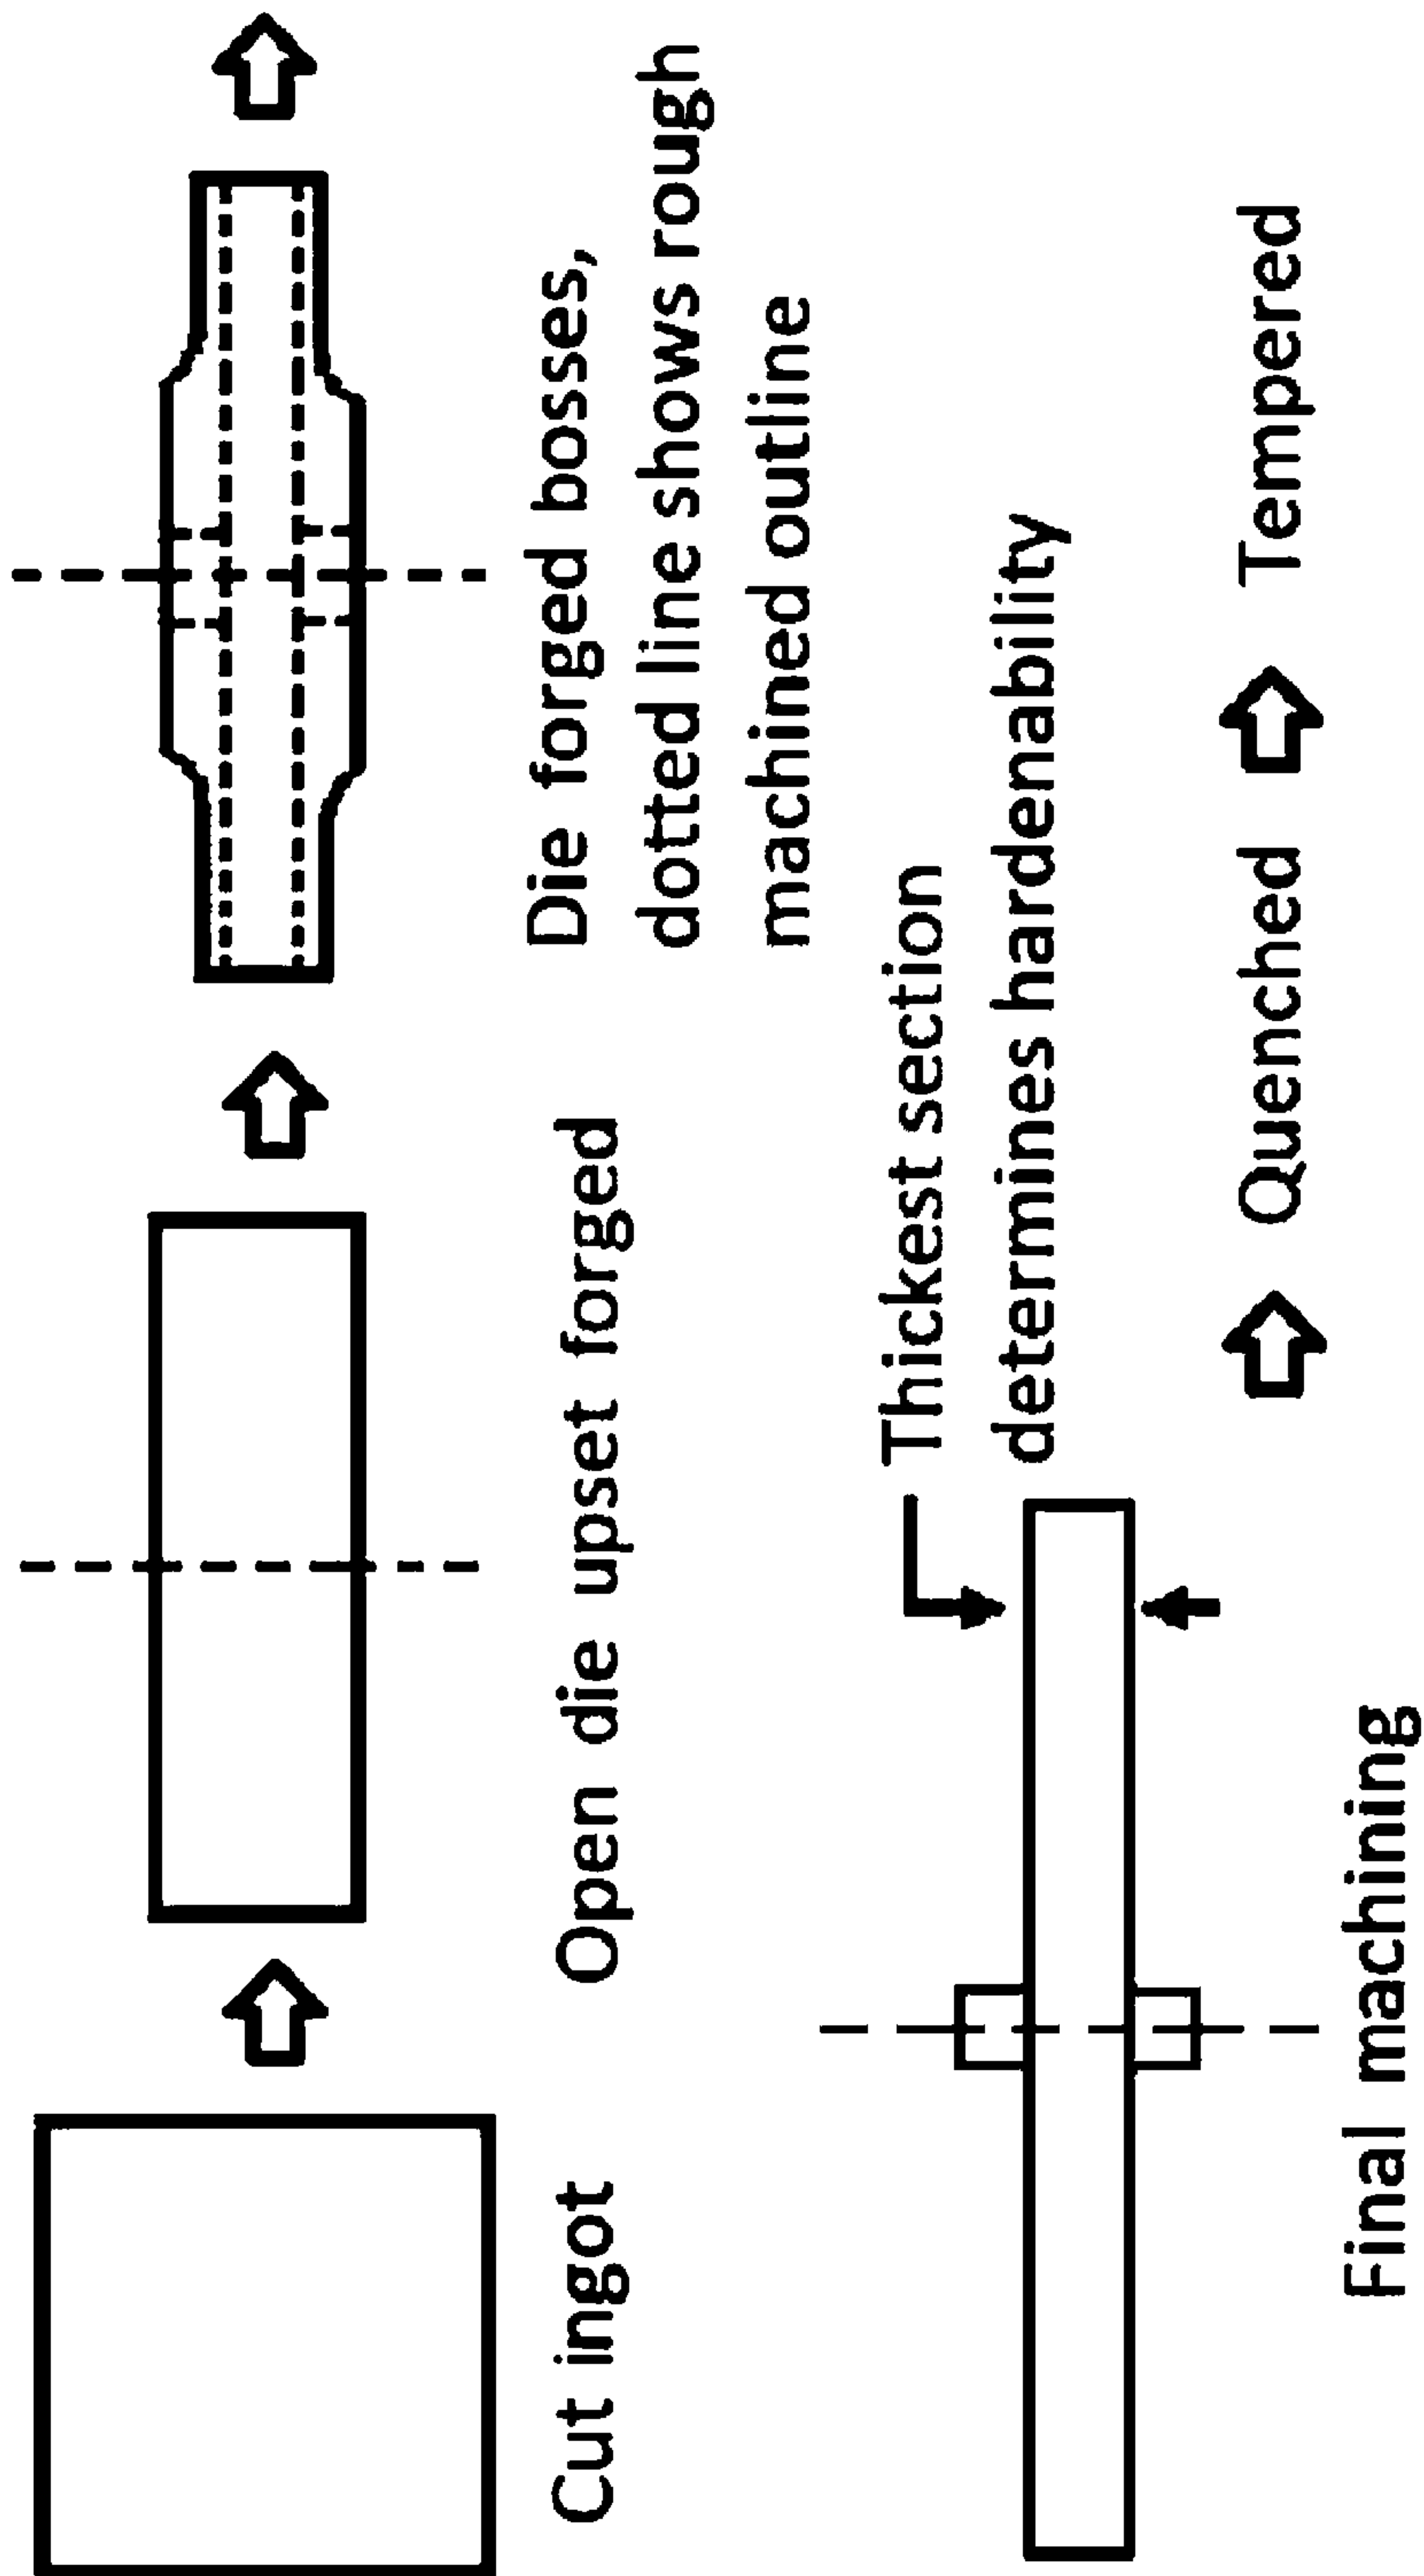 Cut ingot
Open die upset forged
Die forged bosses,
dotted line shows rough
machined outline
Thickest section
determines hardenability
Final machining
Quenched
Tempered